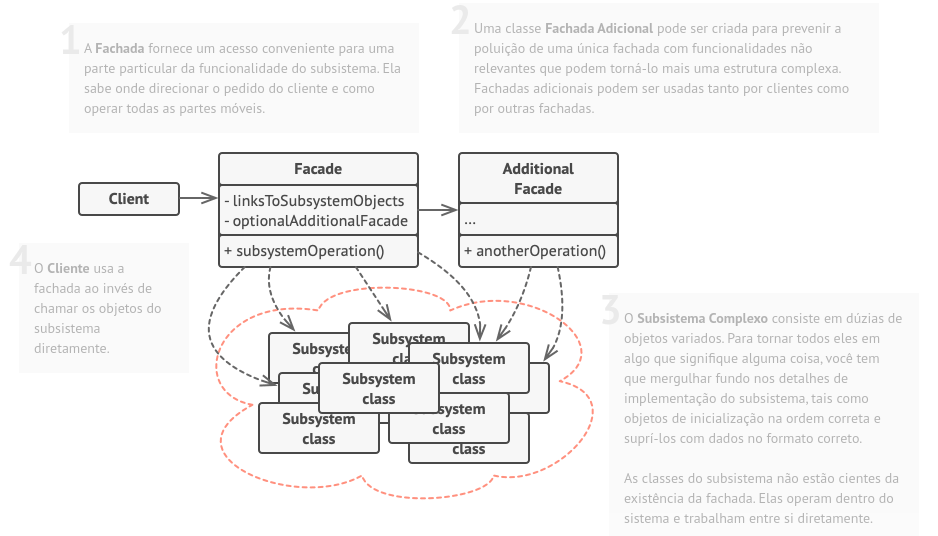 1
A Fachada fornece um acesso conveniente para uma
parte particular da funcionalidade do subsistema. Ela
sabe onde direcionar o pedido do cliente e como
operar todas as partes móveis.
2
Uma classe Fachada Adicional pode ser criada para prevenir a
poluição de uma única fachada com funcionalidades não
relevantes que podem torná-lo mais uma estrutura complexa.
Fachadas adicionais podem ser usadas tanto por clientes como
por outras fachadas.
Client
Facade
- linksToSubsystemObjects
- optionalAdditionalFacade
+ subsystemOperation()
Additional
Facade
...
+ anotherOperation()
4
O Cliente usa a
fachada ao invés de
chamar os objetos do
subsistema
diretamente.
3
O Subsistema Complexo consiste em dúzias de
objetos variados. Para tornar todos eles em
algo que signifique alguma coisa, você tem
que mergulhar fundo nos detalhes de
implementação do subsistema, tais como
objetos de inicialização na ordem correta e
suprí-los com dados no formato correto.
As classes do subsistema não estão cientes da
existência da fachada. Elas operam dentro do
sistema e trabalham entre si diretamente.
Subsystem
Subsyste
cla
Subsystem
class
Subsystem
class
Su
Subsystem
class
system
class
class